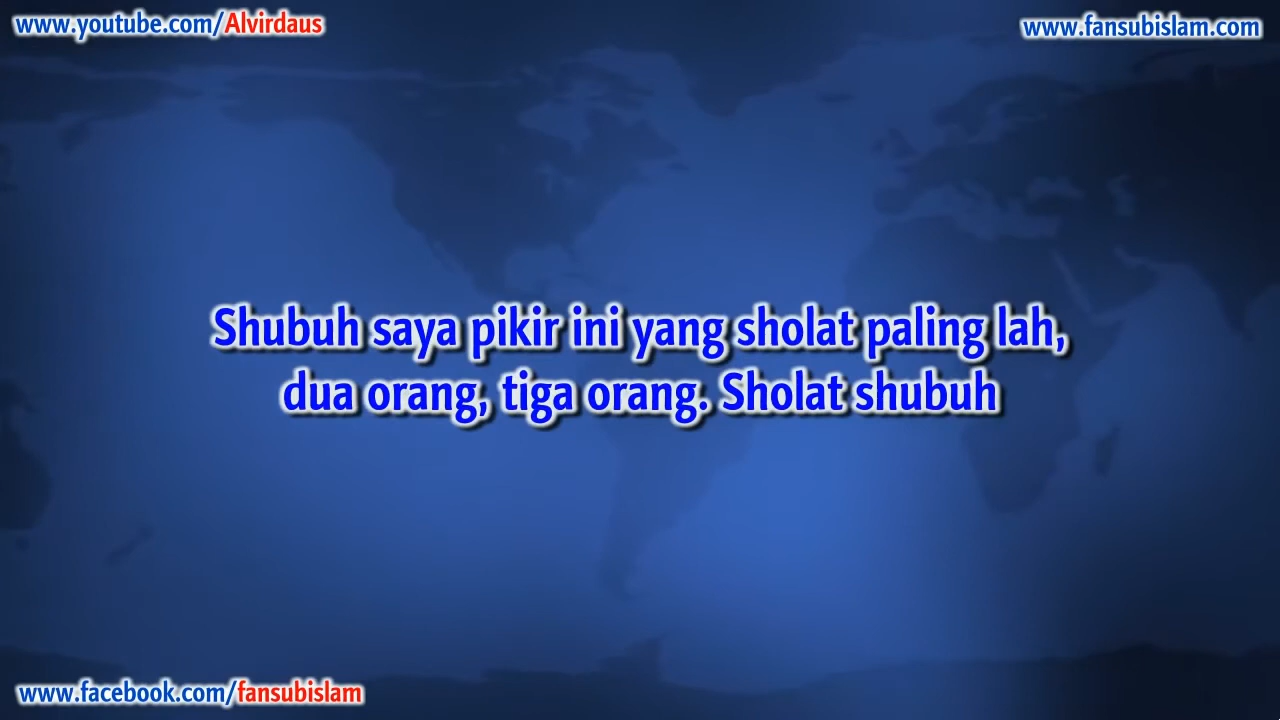 www.youtube.com/Alvirdaus
www.fansubislam.com
Shubuh saya pikir ini yang sholat paling lah,
dua orang, tiga orang. Sholat shubuh
www.facebook.com/fansubislam